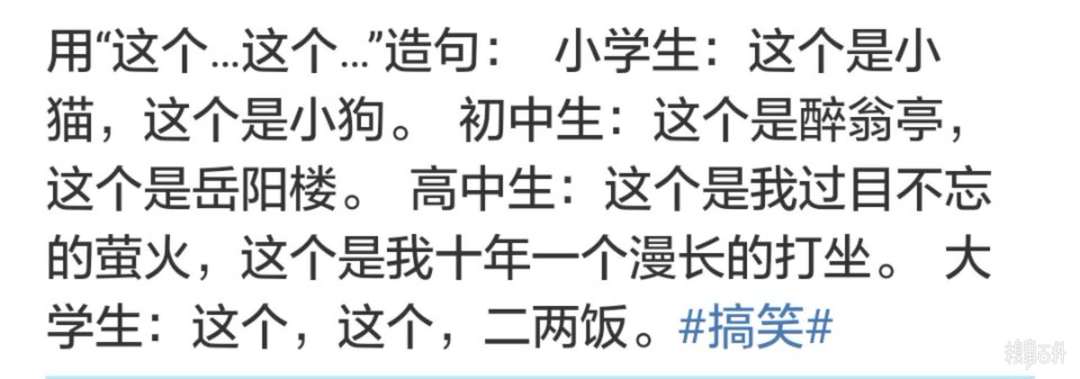 用“这个...这个...”造句： 小学生：这个是小
猫，这个是小狗。 初中生：这个是醉翁亭，
这个是岳阳楼。 高中生：这个是我过目不忘
的萤火，这个是我十年一个漫长的打坐。 大
学生：这个，这个，二两饭。#搞笑#